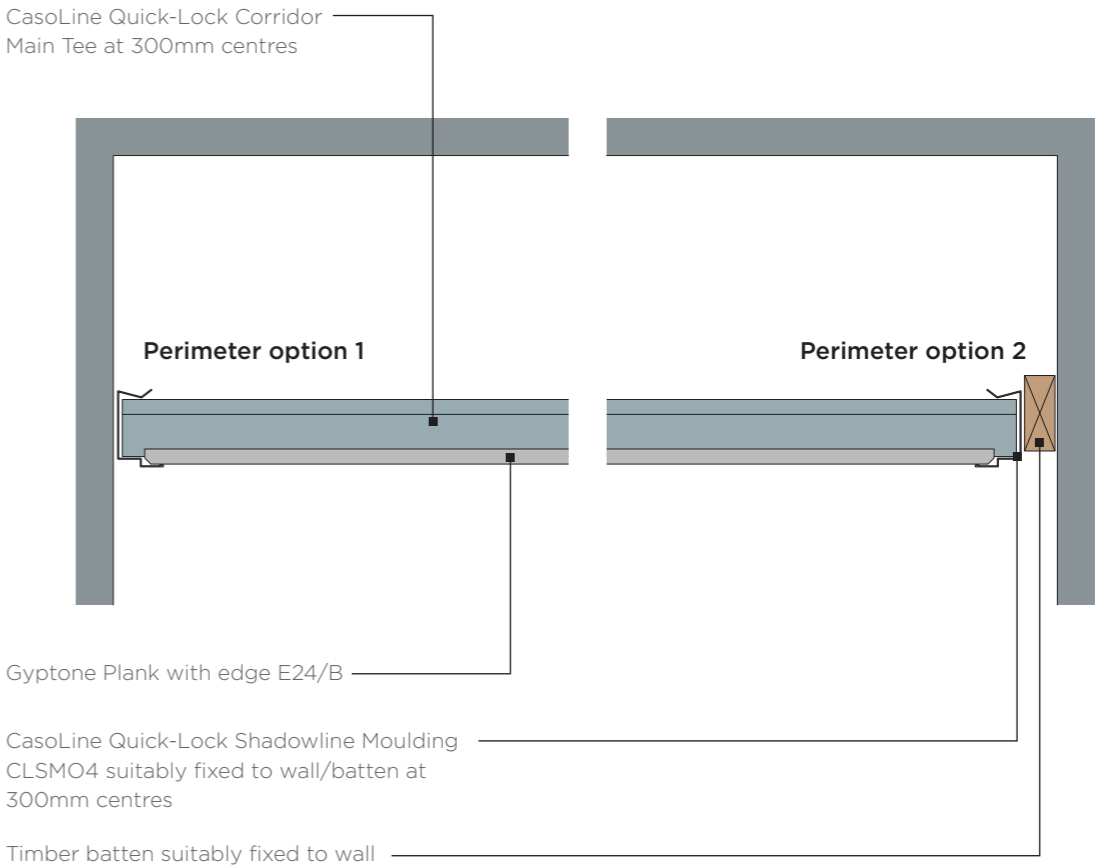 CasoLine Quick-Lock Corridor
Main Tee at 300mm centres
Perimeter option 1
Perimeter option 2
Gyptone Plank with edge E24/B
CasoLine Quick-Lock Shadowline Moulding
CLSMO4 suitably fixed to wall/batten at
300mm centres
Timber batten suitably fixed to wall